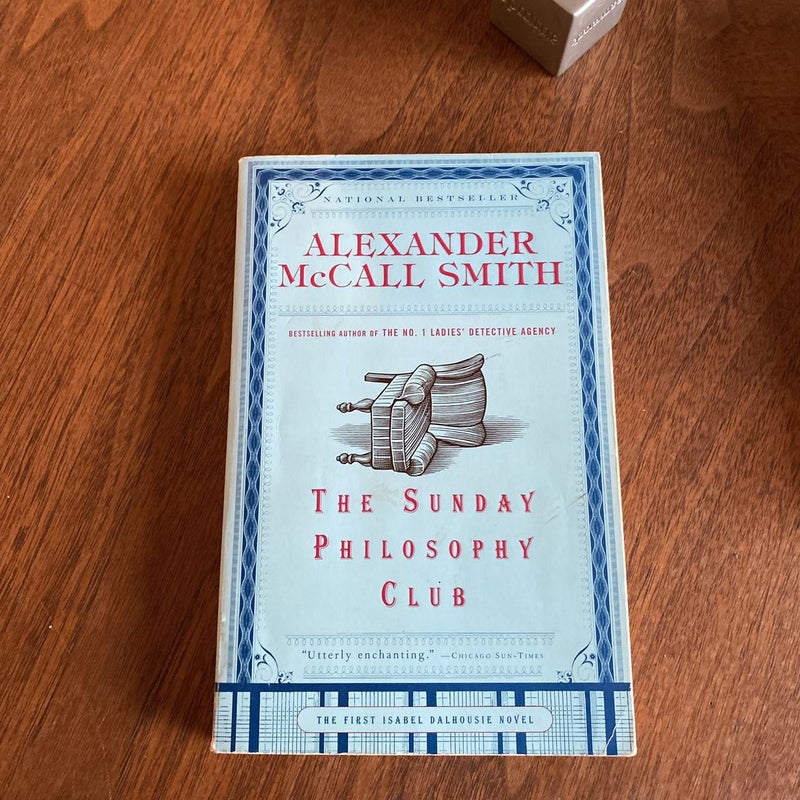 NATIONAL BESTSELLER
ALEXANDER
McCALL SMITH
BESTSELLING AUTHOR OF THE NO. 1 LADIES' DETECTIVE AGENCY
THE SUNDAY
PHILOSOPHY
CLUB
"Utterly enchanting." —CHICAGO SUN-TIMES
THE FIRST ISABEL DALHOUSIE NOVEL